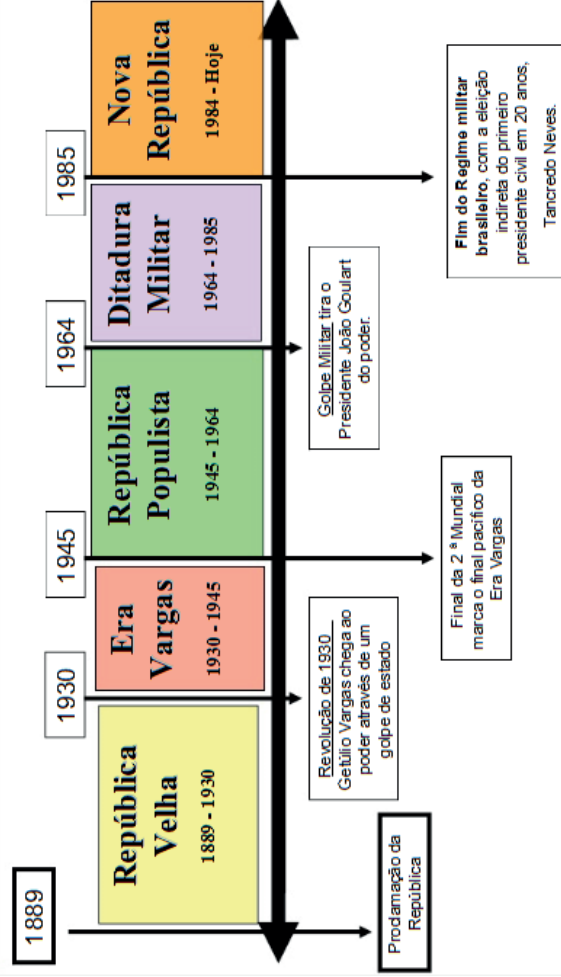 1889
1930
1945
1964
1985
República
Velha
1889 - 1930
Era
Vargas
1930 - 1945
República
Populista
1945 - 1964
Ditadura
Militar
1964 - 1985
Nova
República
1984 - Hoje
Proclamação da
República
Revolução de 1930
Getúlio Vargas chega ao
poder através de um
golpe de estado
Final da 2 ª Mundial
marca o final pacifico da
Era Vargas
Golpe Militar tira o
Presidente João Goulart
do poder.
Fim do Regime militar
brasileiro, com a eleição
indireta do primeiro
presidente civil em 20 anos,
Tancredo Neves.